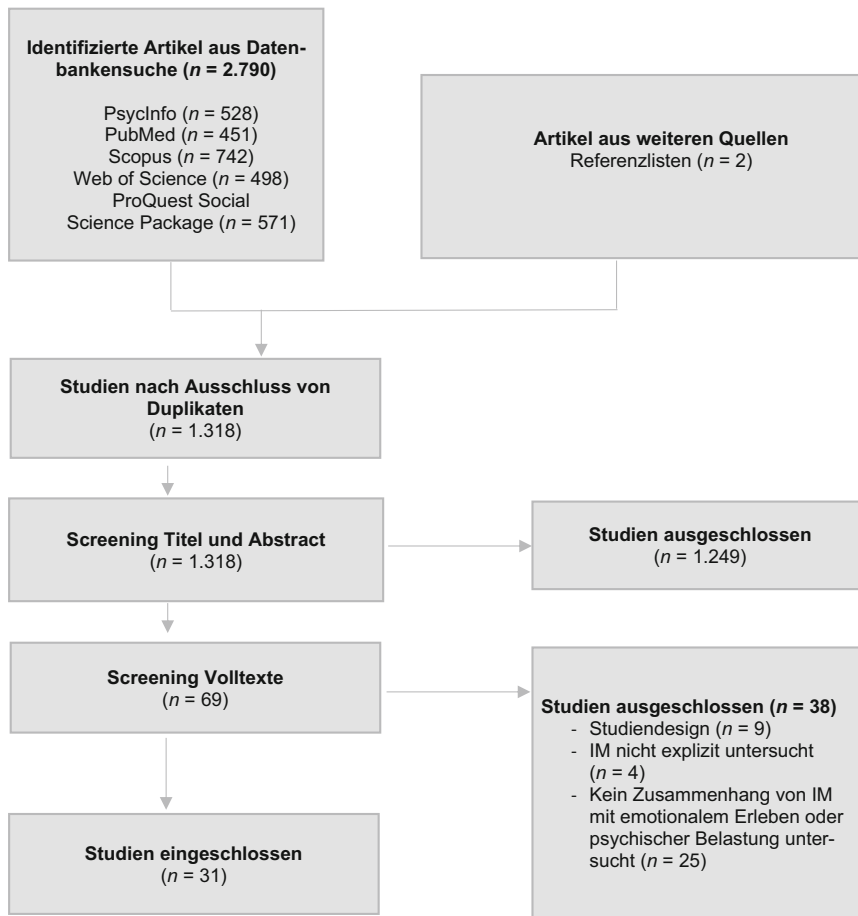 Identifizierte Artikel aus Daten-
bankensuche (n = 2.790)
PsycInfo (n = 528)
PubMed (n = 451)
Scopus (n = 742)
Web of Science (n = 498)
ProQuest Social
Science Package (n = 571)
Artikel aus weiteren Quellen
Referenzlisten (n = 2)
Studien nach Ausschluss von
Duplikaten
(n = 1.318)
Screening Titel und Abstract
(n = 1.318)
Studien ausgeschlossen
(n = 1.249)
Screening Volltexte
(n = 69)
Studien ausgeschlossen (n = 38)
- Studiendesign (n = 9)
- IM nicht explizit untersucht
(n = 4)
- Kein Zusammenhang von IM
mit emotionalem Erleben oder
psychischer Belastung unter-
sucht (n = 25)
Studien eingeschlossen
(n = 31)